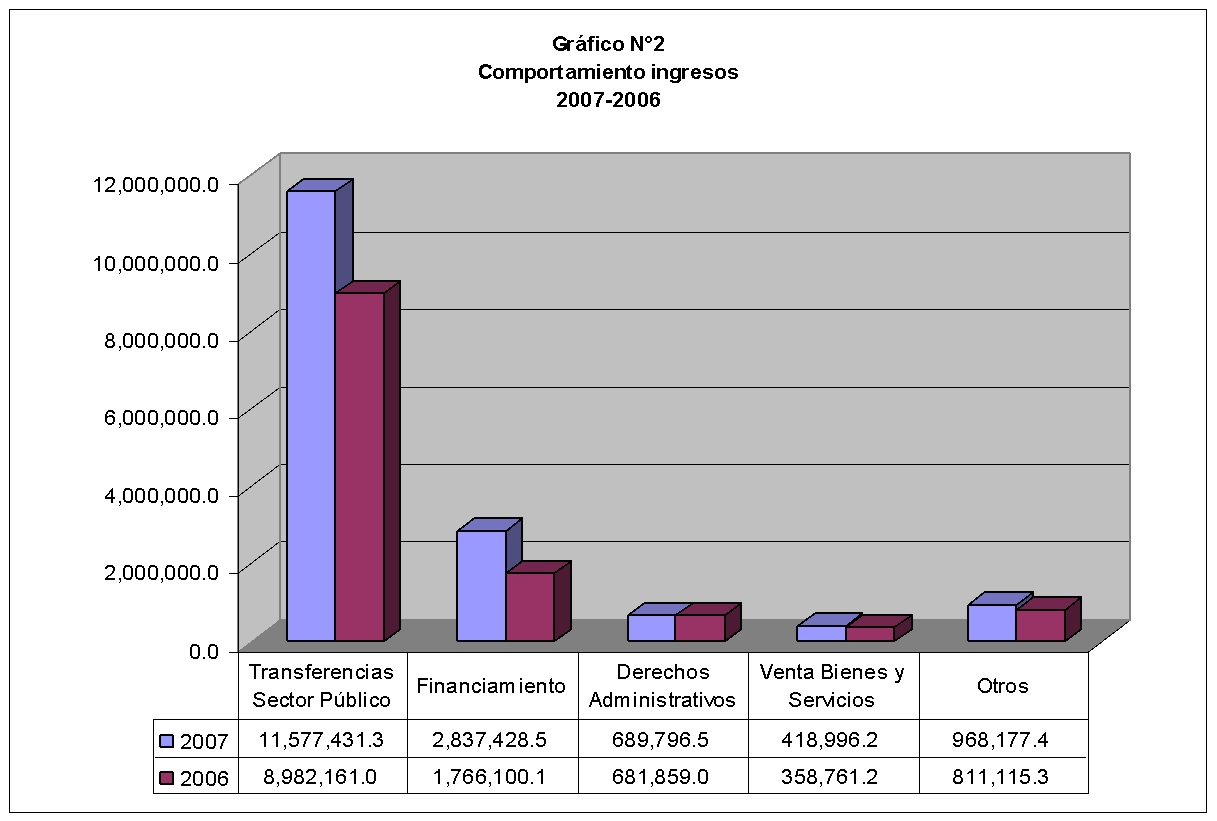 Gráfico N°2
Comportamiento ingresos
2007-2006
12,000,000.0
10,000,000.0
8,000,000.0
6,000,000.0
4,000,000.0
2,000,000.0
0.0
Transferencias Sector Público
Financiamiento
Derechos Administrativos
Venta Bienes y Servicios
Otros
2007 11,577,431.3 2,837,428.5 689,796.5 418,996.2 968,177.4
2006 8,982,161.0 1,766,100.1 681,859.0 358,761.2 811,115.3